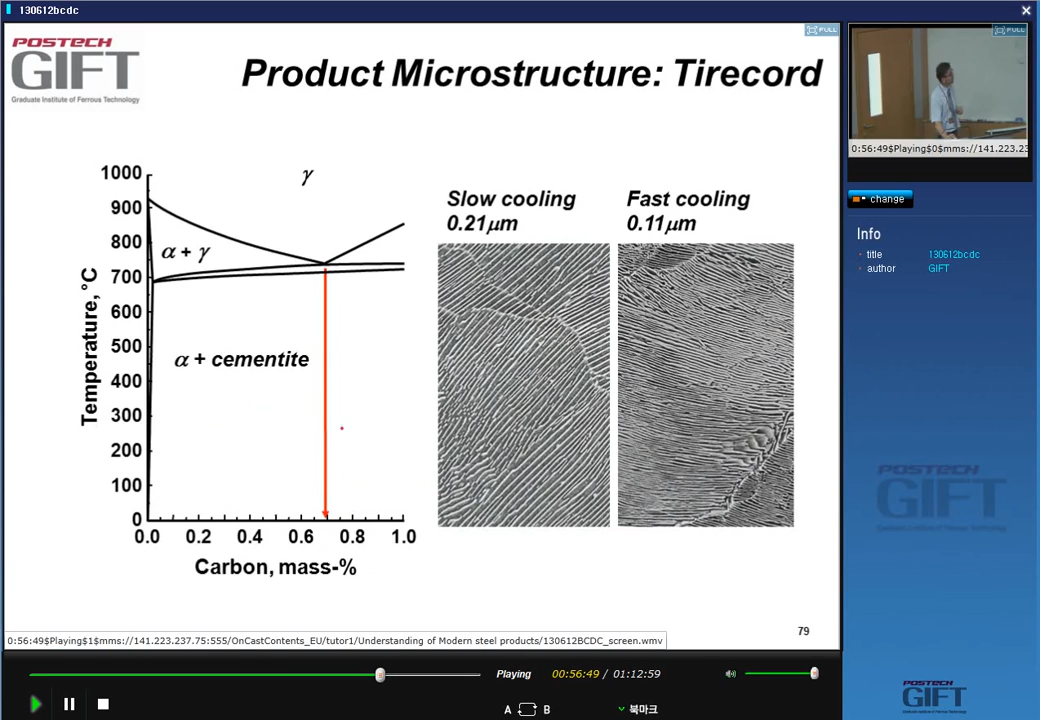 130612bcdc
POSTECH
GIFT
Graduate Institute of Ferrous Technology
Product Microstructure: Tirecord
FULL
FULL
0:56:49$Playing$0$mms://141.223.23
change
Info
title 130612bcdc
author GIFT
Temperature, °C
1000
900
800
700
600
500
400
300
200
100
0
γ
α + γ
α + cementite
0.0 0.2 0.4 0.6 0.8 1.0
Carbon, mass-%
Slow cooling
0.21μm
Fast cooling
0.11μm
POSTECH
GIFT
79
0:56:49$Playing$1$mms://141.223.237.75:555/OnCastContents_EU/tutor1/Understanding of Modern steel products/130612BCDC_screen.wmv
Playing 00:56:49 / 01:12:59
A B
북마크
POSTECH
GIFT